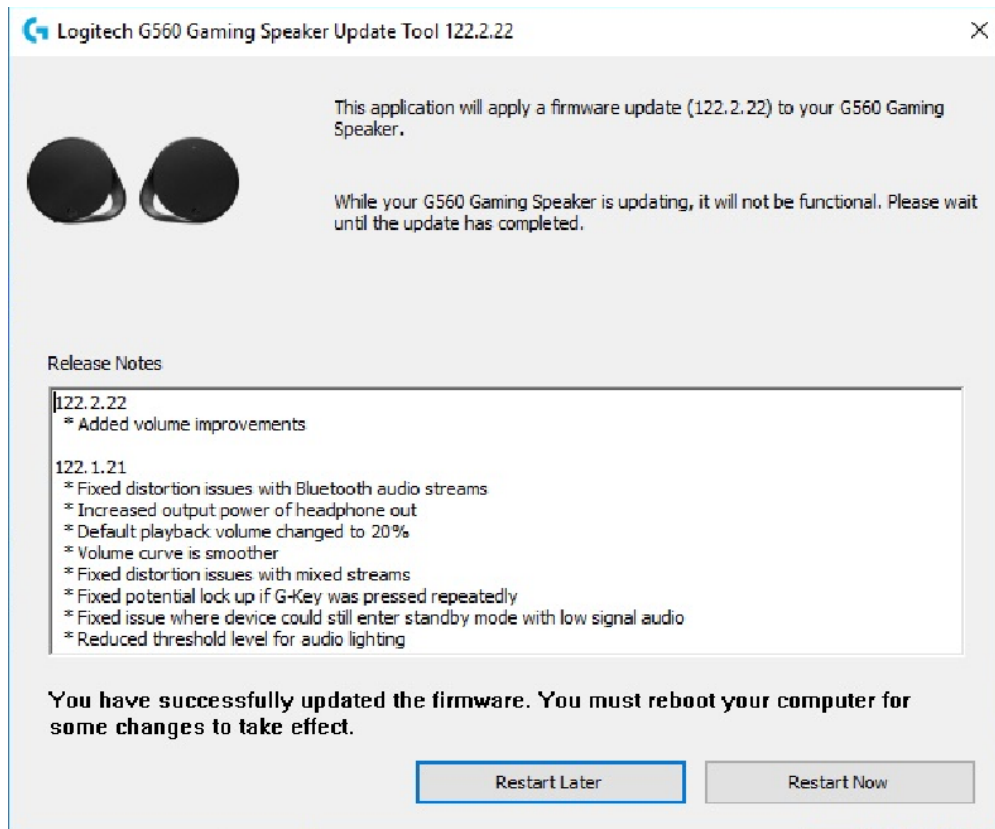 Logitech G560 Gaming Speaker Update Tool 122.2.22
This application will apply a firmware update (122.2.22) to your G560 Gaming
Speaker.
While your G560 Gaming Speaker is updating, it will not be functional. Please wait
until the update has completed.
Release Notes
122.2.22
* Added volume improvements
122.1.21
* Fixed distortion issues with Bluetooth audio streams
* Increased output power of headphone out
* Default playback volume changed to 20%
* Volume curve is smoother
* Fixed distortion issues with mixed streams
* Fixed potential lock up if G-Key was pressed repeatedly
* Fixed issue where device could still enter standby mode with low signal audio
* Reduced threshold level for audio lighting
You have successfully updated the firmware. You must reboot your computer for
some changes to take effect.
Restart Later
Restart Now